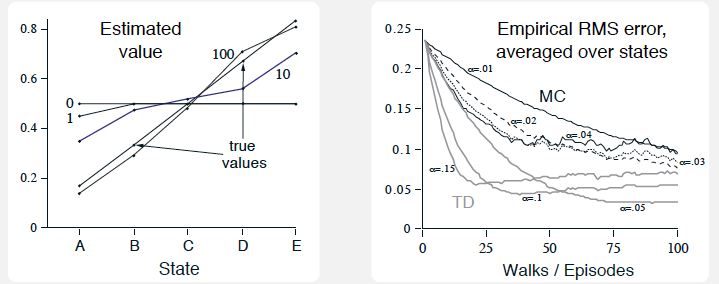 Estimated
value
0.8
0.6
0.4
0.2
0
0
1
100
10
true
values
A B C D E
State
Empirical RMS error,
averaged over states
0.25
0.2
0.15
0.1
0.05
0
α=.01
MC
α=.02
α=.04
α=.03
α=.15
TD
α=.1
α=.05
0 25 50 75 100
Walks / Episodes